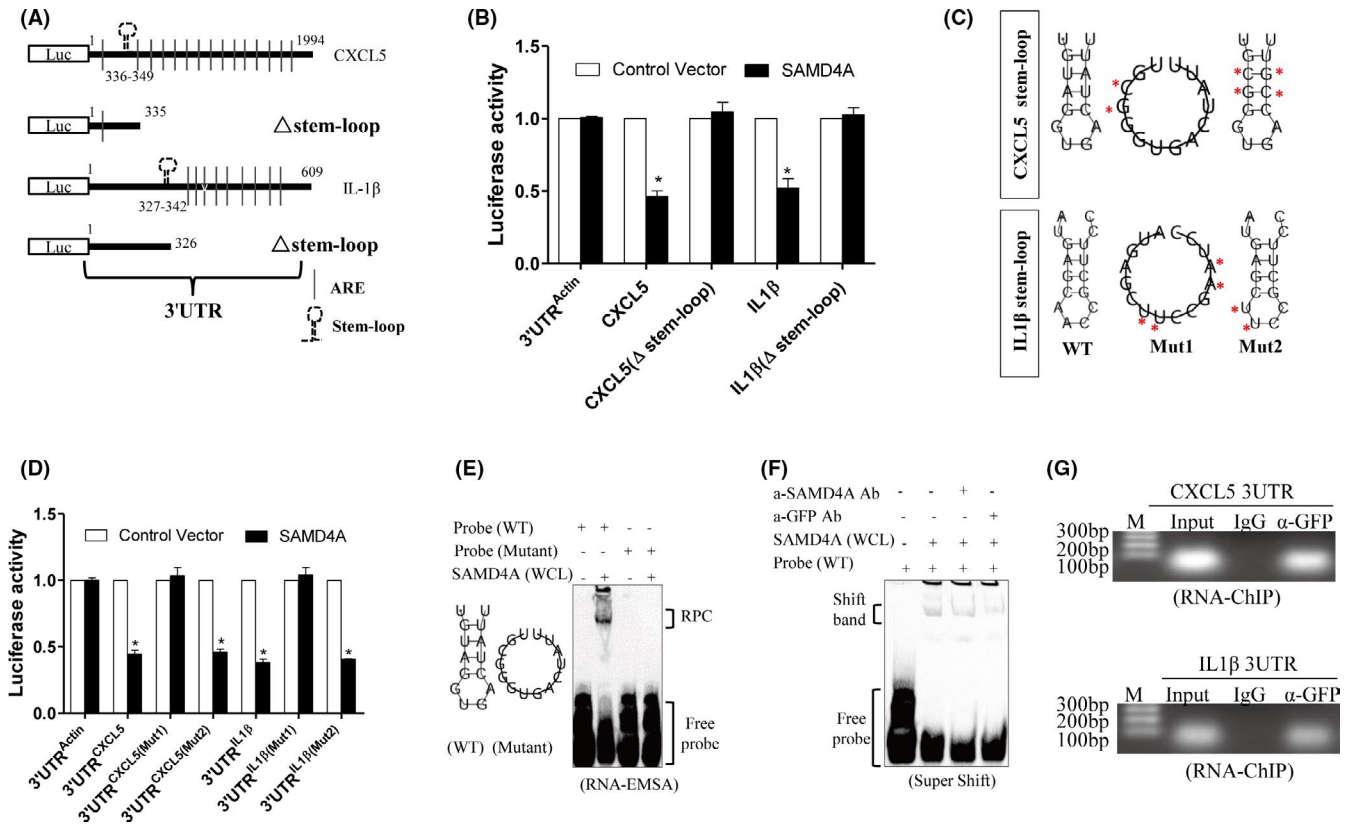 (A)
1
1994
Luc
CXCL5
336-349
1
335
Luc
△stem-loop
1
609
Luc
IL-1β
327-342
1
326
Luc
△stem-loop
3'UTR
ARE
Stem-loop
(B)
Luciferase activity
1.5
1.0
0.5
0.0
Control Vector
SAMD4A
*
*
3'UTR^Actin
CXCL5
CXCL5(Δ stem-loop)
IL1β
IL1β(Δ stem-loop)
(C)
CXCL5 stem-loop
IL1β stem-loop
WT
Mut1
Mut2
(D)
Luciferase activity
1.5
1.0
0.5
0.0
Control Vector
SAMD4A
*
*
*
*
3'UTR^Actin
3'UTR^CXCL5
3'UTR^CXCL5(Mut1)
3'UTR^CXCL5(Mut2)
3'UTR^IL1β
3'UTR^IL1β(Mut1)
3'UTR^IL1β(Mut2)
(E)
Probe (WT) + + - -
Probe (Mutant) - - + +
SAMD4A (WCL) - + - +
RPC
Free
probe
(WT) (Mutant)
(RNA-EMSA)
(F)
a-SAMD4A Ab - - + -
a-GFP Ab - - - +
SAMD4A (WCL) - + + +
Probe (WT) + + + +
Shift
band
Free
probe
(Super Shift)
(G)
CXCL5 3UTR
M Input IgG α-GFP
300bp
200bp
100bp
(RNA-ChIP)
IL1β 3UTR
M Input IgG α-GFP
300bp
200bp
100bp
(RNA-ChIP)